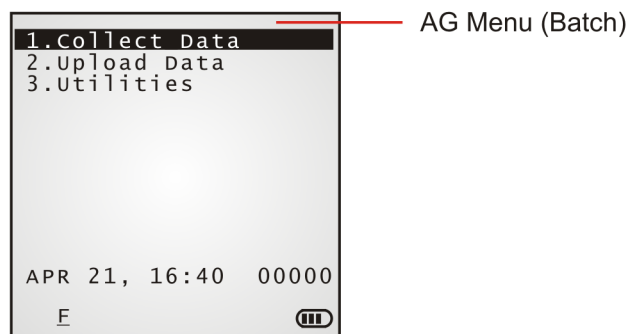 AG Menu (Batch)
1.Collect Data
2.Upload Data
3.Utilities
APR 21, 16:40 00000
F